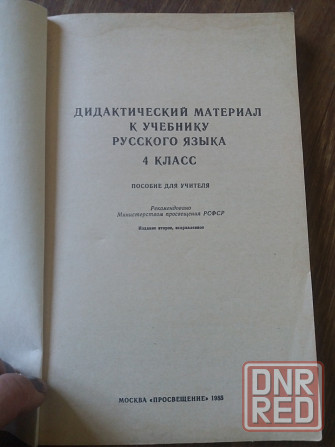 ДИДАКТИЧЕСКИЙ МАТЕРИАЛ
К УЧЕБНИКУ
РУССКОГО ЯЗЫКА
4 КЛАСС
ПОСОБИЕ ДЛЯ УЧИТЕЛЯ
Рекомендовано
Министерством просвещения РСФСР
Издание второе, исправленное
МОСКВА «ПРОСВЕЩЕНИЕ» 1988
DNR
RED